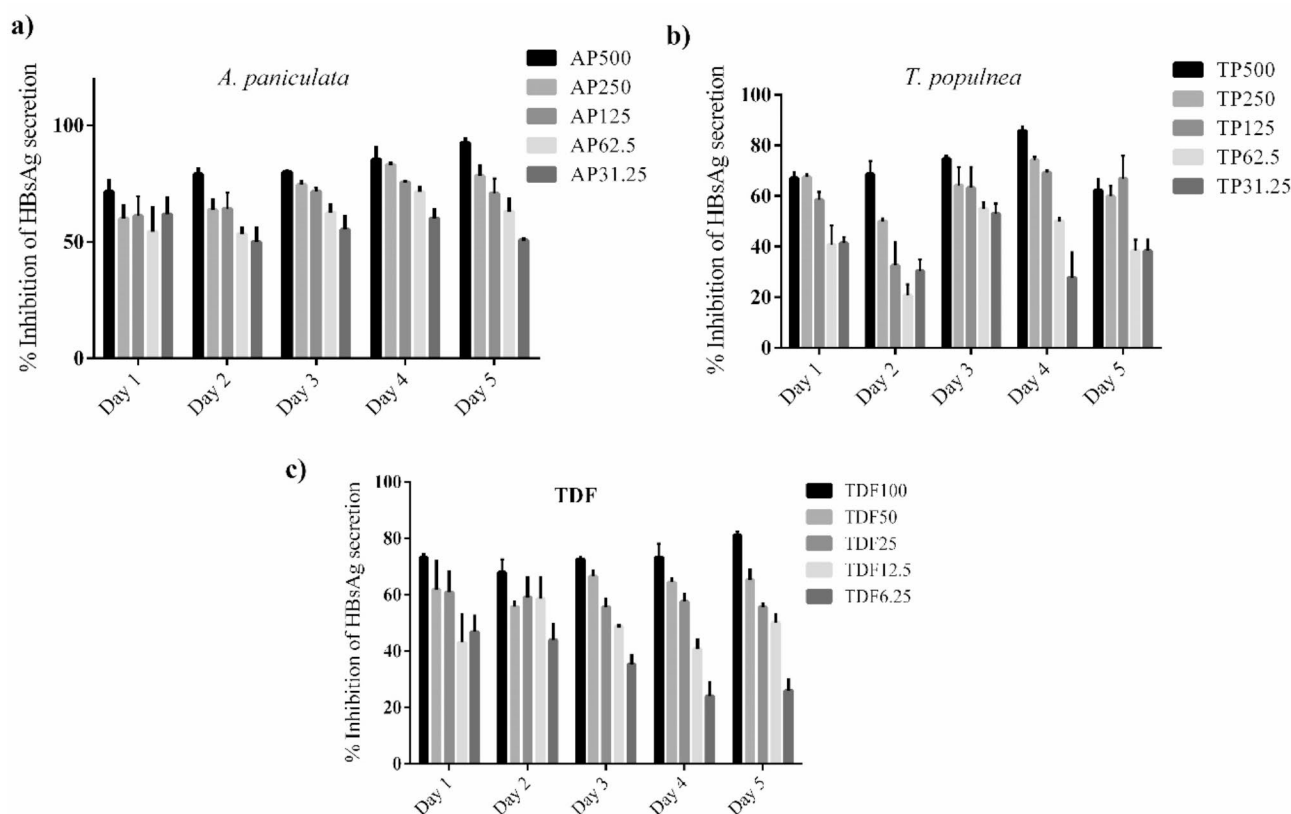 a)
A. paniculata
AP500
AP250
AP125
AP62.5
AP31.25
% Inhibition of HBsAg secretion
100
50
0
Day 1
Day 2
Day 3
Day 4
Day 5
b)
T. populnea
TP500
TP250
TP125
TP62.5
TP31.25
% Inhibition of HBsAg secretion
100
80
60
40
20
0
Day 1
Day 2
Day 3
Day 4
Day 5
c)
TDF
TDF100
TDF50
TDF25
TDF12.5
TDF6.25
% Inhibition of HBsAg secretion
100
80
60
40
20
0
Day 1
Day 2
Day 3
Day 4
Day 5